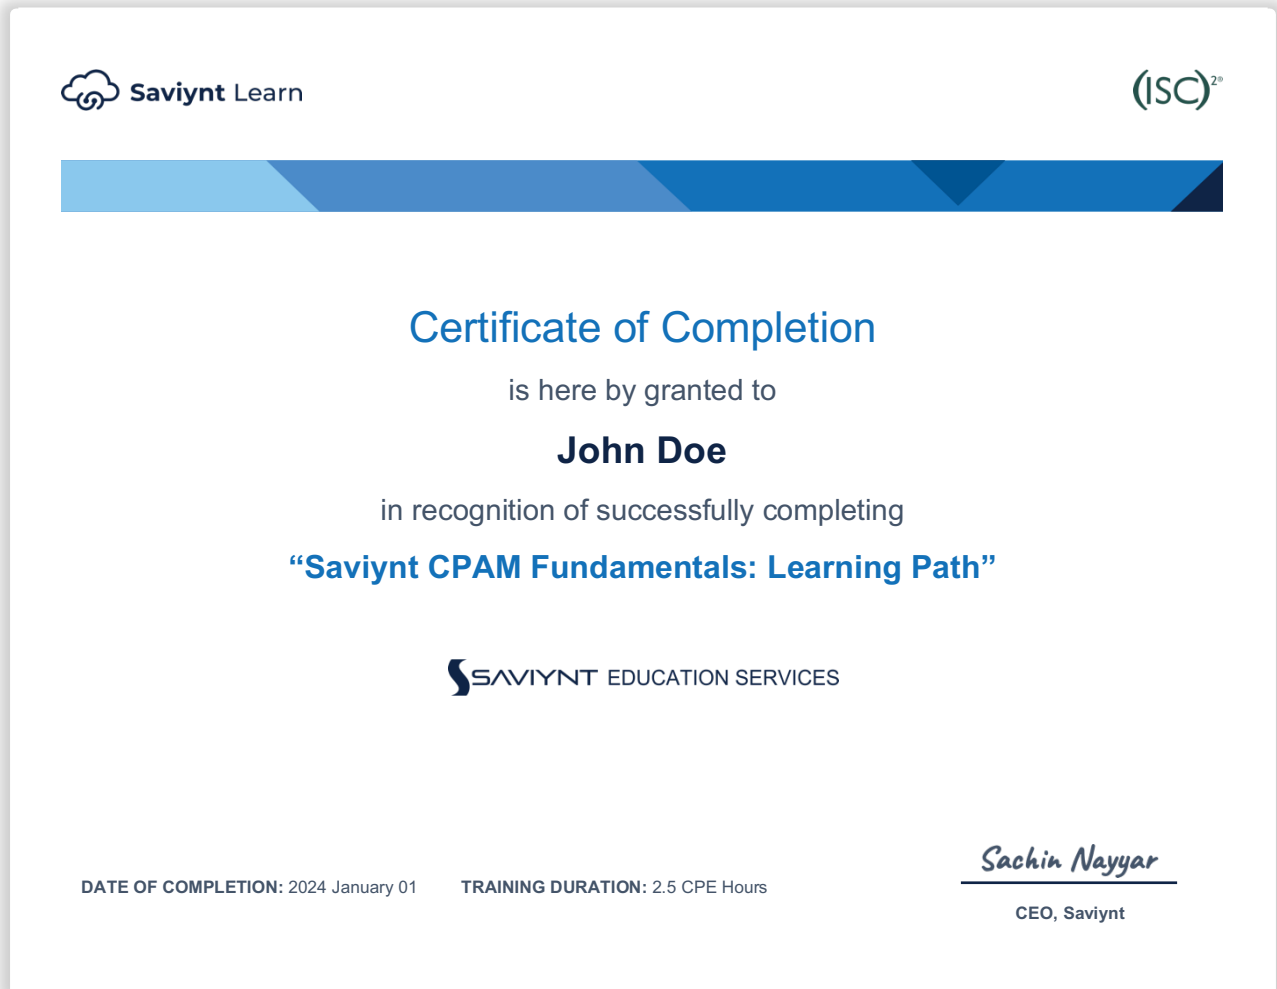 Saviynt Learn
(ISC)²®
Certificate of Completion
is here by granted to
John Doe
in recognition of successfully completing
“Saviynt CPAM Fundamentals: Learning Path”
SAVIYNT EDUCATION SERVICES
Sachin Nayyar
DATE OF COMPLETION: 2024 January 01 TRAINING DURATION: 2.5 CPE Hours
CEO, Saviynt